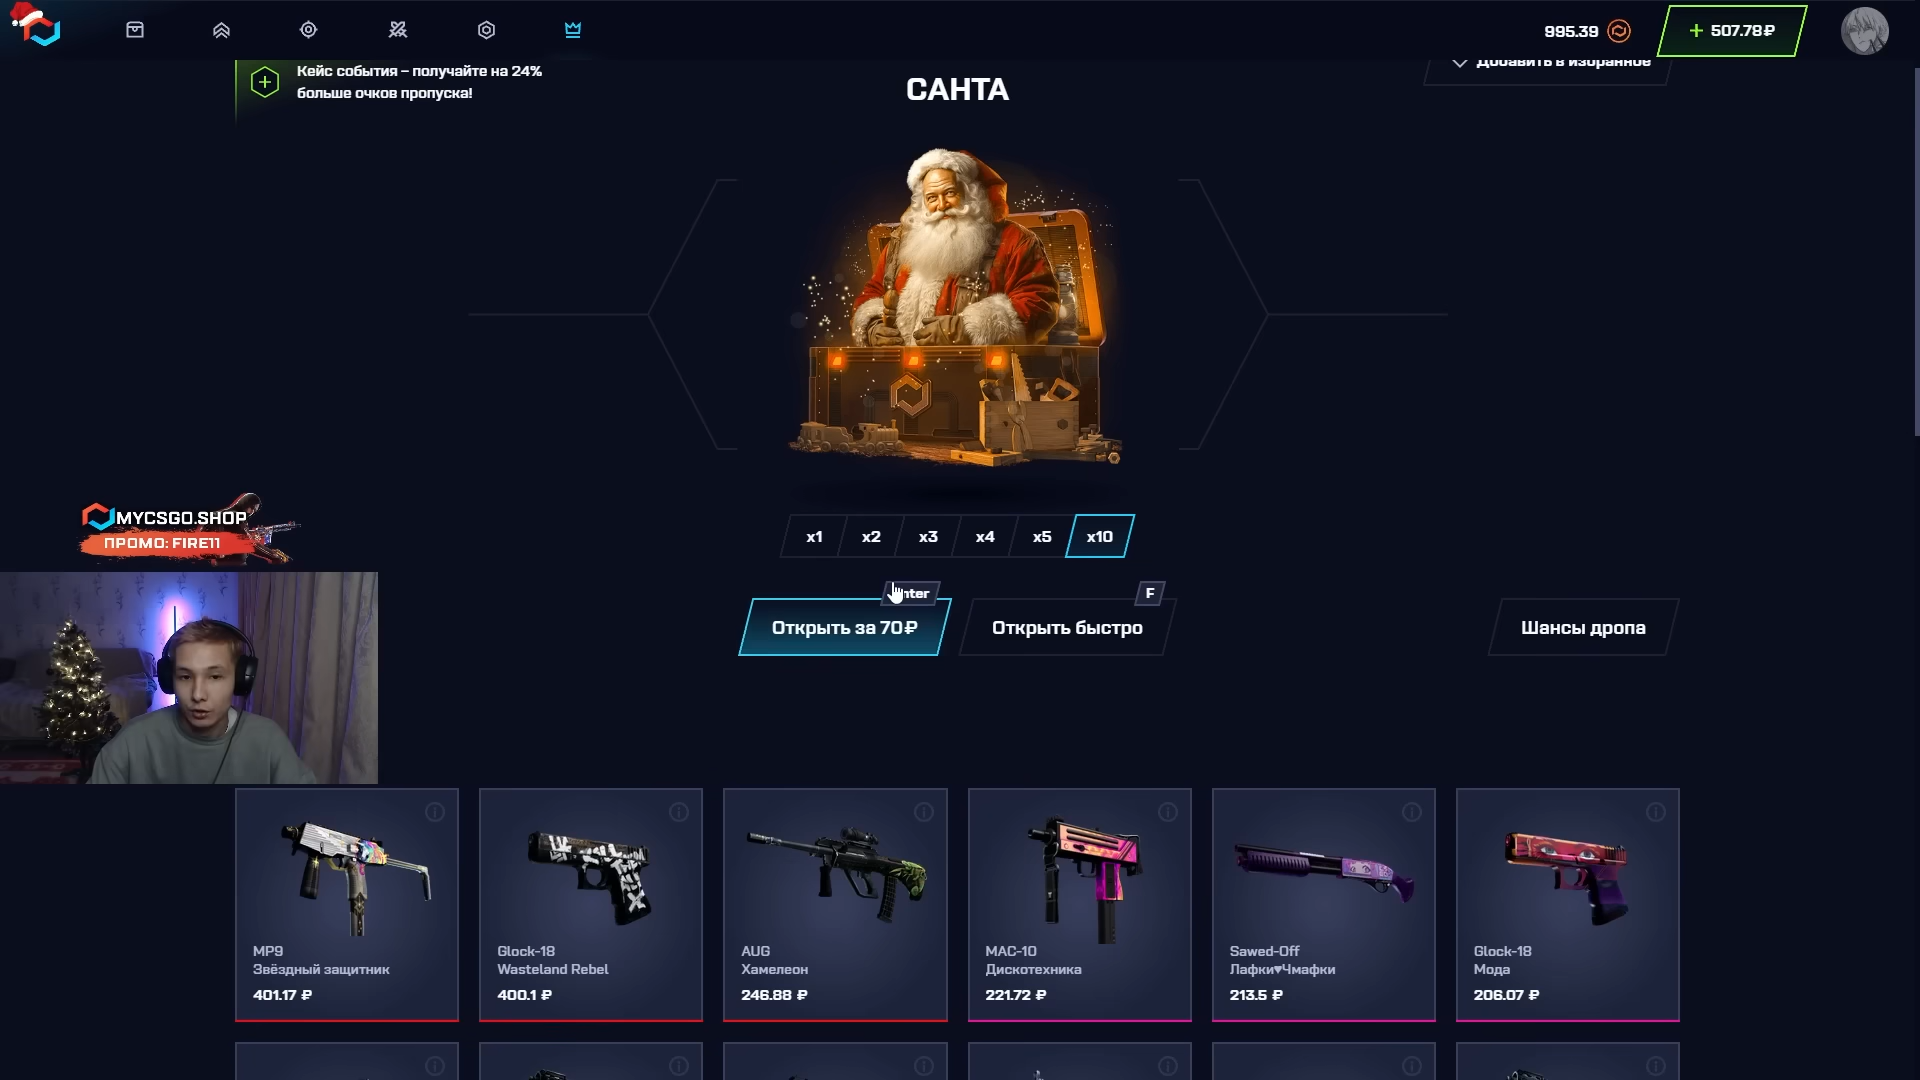 995.39
+ 507.78₽
Кейс события – получайте на 24%
больше очков пропуска!
САНТА
Добавить в избранное
MYCSGO.SHOP
ПРОМО: FIRE11
x1
x2
x3
x4
x5
x10
Открыть за 70₽
Открыть быстро
F
Шансы дропа
MP9
Звёздный защитник
401.17 ₽
Glock-18
Wasteland Rebel
400.1 ₽
AUG
Хамелеон
246.88 ₽
MAC-10
Дискотехника
221.72 ₽
Sawed-Off
Лафки♥Чмафки
213.5 ₽
Glock-18
Мода
206.07 ₽